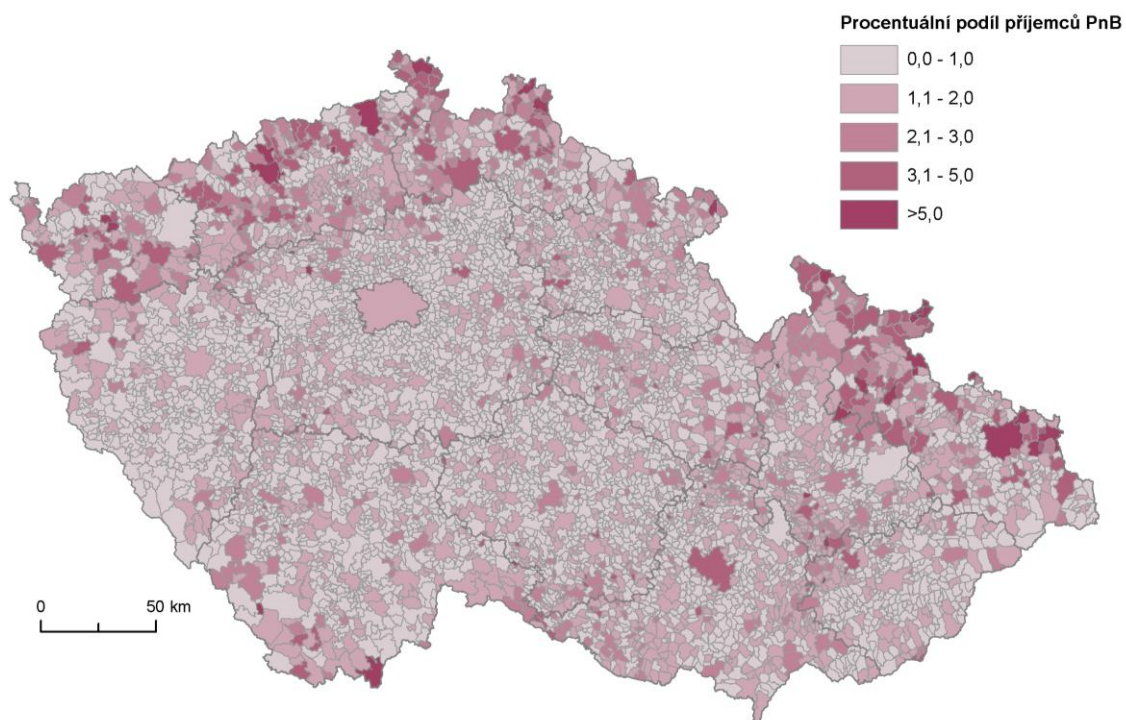 Procentuální podíl příjemců PnB
0,0 - 1,0
1,1 - 2,0
2,1 - 3,0
3,1 - 5,0
>5,0
0 50 km